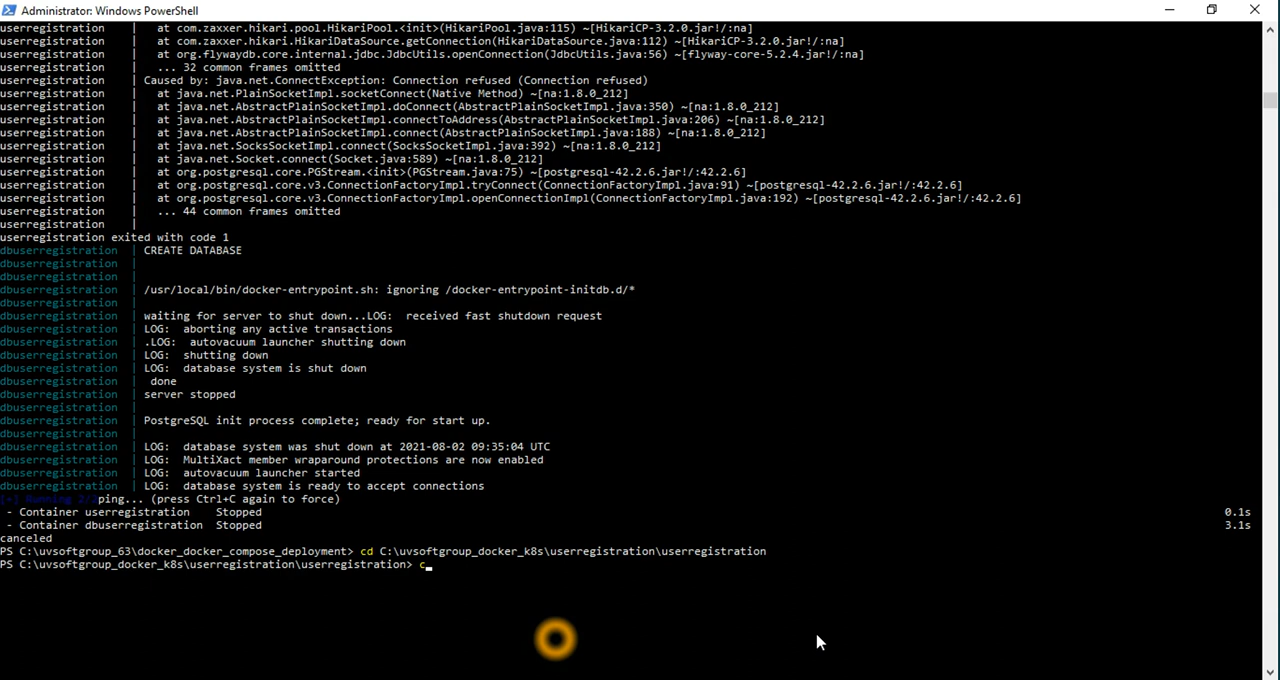 Administrator: Windows PowerShell
userregistration | at com.zaxxer.hikari.pool.HikariPool.<init>(HikariPool.java:115) ~[HikariCP-3.2.0.jar!/:na]
userregistration | at com.zaxxer.hikari.HikariDataSource.getConnection(HikariDataSource.java:112) ~[HikariCP-3.2.0.jar!/:na]
userregistration | at org.flywaydb.core.internal.jdbc.JdbcUtils.openConnection(JdbcUtils.java:56) ~[flyway-core-5.2.4.jar!/:na]
userregistration | ... 32 common frames omitted
userregistration | Caused by: java.net.ConnectException: Connection refused (Connection refused)
userregistration | at java.net.PlainSocketImpl.socketConnect(Native Method) ~[na:1.8.0_212]
userregistration | at java.net.AbstractPlainSocketImpl.doConnect(AbstractPlainSocketImpl.java:350) ~[na:1.8.0_212]
userregistration | at java.net.AbstractPlainSocketImpl.connectToAddress(AbstractPlainSocketImpl.java:206) ~[na:1.8.0_212]
userregistration | at java.net.AbstractPlainSocketImpl.connect(AbstractPlainSocketImpl.java:188) ~[na:1.8.0_212]
userregistration | at java.net.SocksSocketImpl.connect(SocksSocketImpl.java:392) ~[na:1.8.0_212]
userregistration | at java.net.Socket.connect(Socket.java:589) ~[na:1.8.0_212]
userregistration | at org.postgresql.core.PGStream.<init>(PGStream.java:75) ~[postgresql-42.2.6.jar!/:42.2.6]
userregistration | at org.postgresql.core.v3.ConnectionFactoryImpl.tryConnect(ConnectionFactoryImpl.java:91) ~[postgresql-42.2.6.jar!/:42.2.6]
userregistration | at org.postgresql.core.v3.ConnectionFactoryImpl.openConnectionImpl(ConnectionFactoryImpl.java:192) ~[postgresql-42.2.6.jar!/:42.2.6]
userregistration | ... 44 common frames omitted
userregistration |
userregistration exited with code 1
dbuserregistration | CREATE DATABASE
dbuserregistration |
dbuserregistration |
dbuserregistration | /usr/local/bin/docker-entrypoint.sh: ignoring /docker-entrypoint-initdb.d/*
dbuserregistration |
dbuserregistration | waiting for server to shut down...LOG: received fast shutdown request
dbuserregistration | LOG: aborting any active transactions
dbuserregistration | .LOG: autovacuum launcher shutting down
dbuserregistration | LOG: shutting down
dbuserregistration | LOG: database system is shut down
dbuserregistration | done
dbuserregistration | server stopped
dbuserregistration |
dbuserregistration | PostgreSQL init process complete; ready for start up.
dbuserregistration |
dbuserregistration | LOG: database system was shut down at 2021-08-02 09:35:04 UTC
dbuserregistration | LOG: MultiXact member wraparound protections are now enabled
dbuserregistration | LOG: autovacuum launcher started
dbuserregistration | LOG: database system is ready to accept connections
[+] Running 2/2ping... (press Ctrl+C again to force)
- Container userregistration Stopped 0.1s
- Container dbuserregistration Stopped 3.1s
canceled
PS C:\uvsoftgroup_63\docker_docker_compose_deployment> cd C:\uvsoftgroup_docker_k8s\userregistration\userregistration
PS C:\uvsoftgroup_docker_k8s\userregistration\userregistration> c